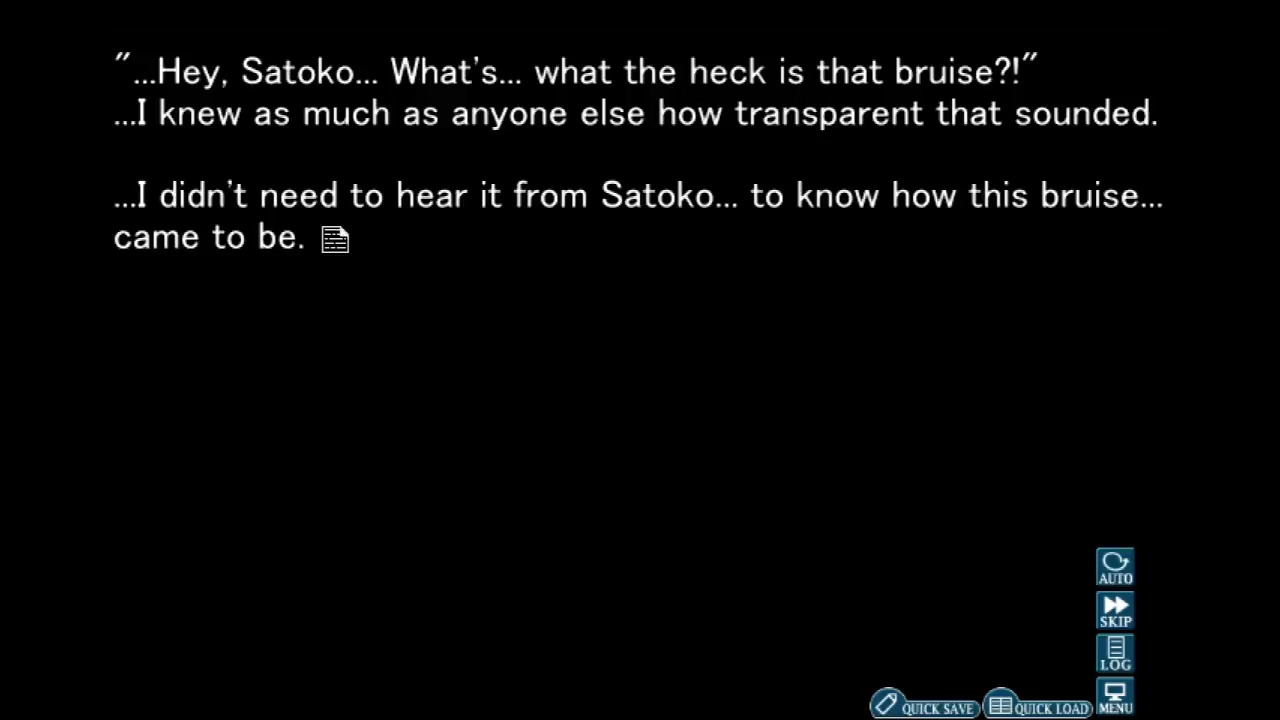 "...Hey, Satoko... What's... what the heck is that bruise?!"
...I knew as much as anyone else how transparent that sounded.
...I didn't need to hear it from Satoko... to know how this bruise...
came to be.
AUTO
SKIP
LOG
MENU
QUICK SAVE
QUICK LOAD